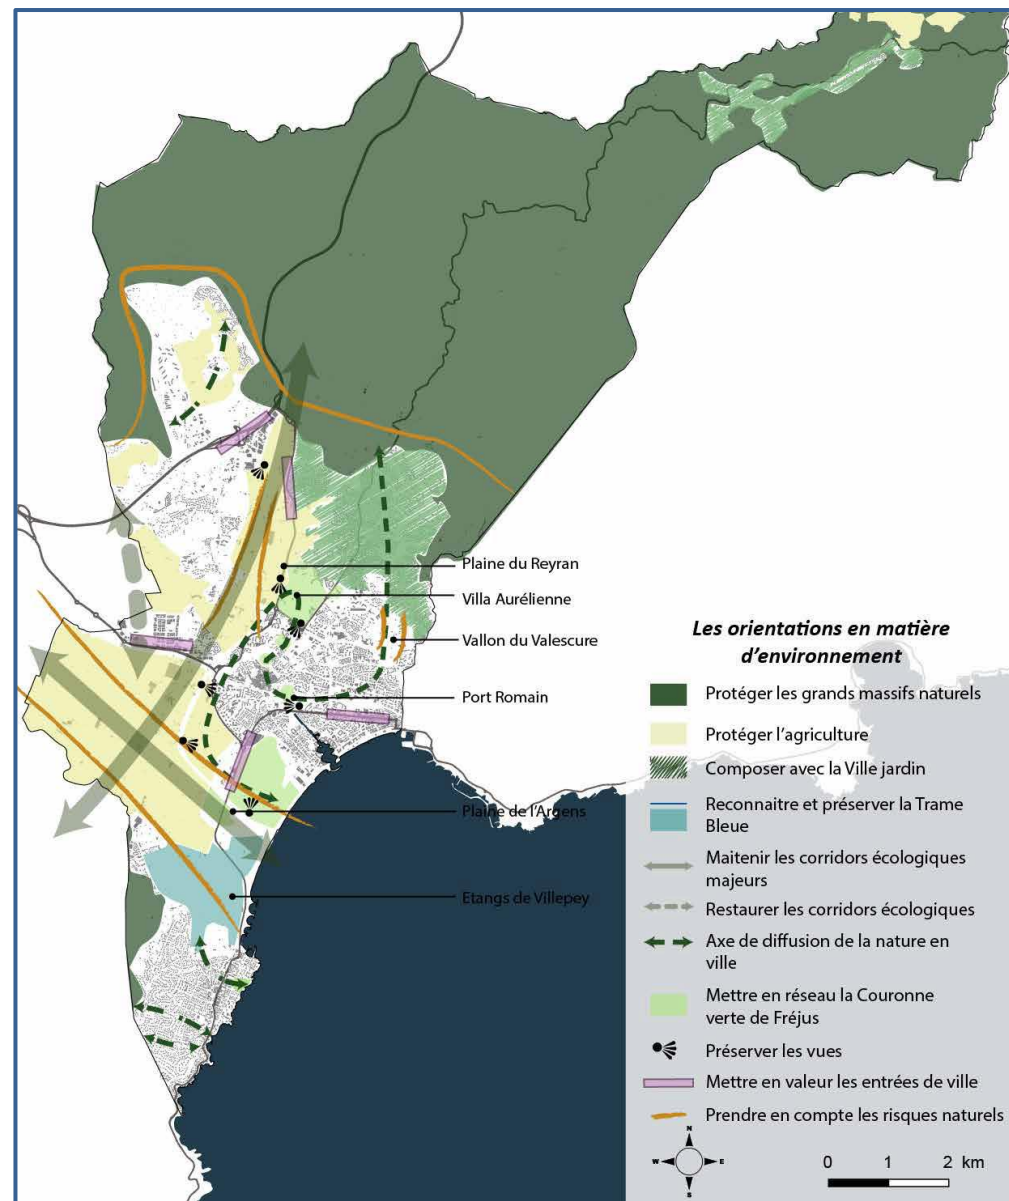 Plaine du Reyran
Villa Aurélienne
Vallon du Valescure
Port Romain
Plaine de l'Argens
Etangs de Villepey
Les orientations en matière
d'environnement
Protéger les grands massifs naturels
Protéger l'agriculture
Composer avec la Ville jardin
Reconnaitre et préserver la Trame
Bleue
Maitenir les corridors écologiques
majeurs
Restaurer les corridors écologiques
Axe de diffusion de la nature en
ville
Mettre en réseau la Couronne
verte de Fréjus
Préserver les vues
Mettre en valeur les entrées de ville
Prendre en compte les risques naturels
N
W E
S
0 1 2 km